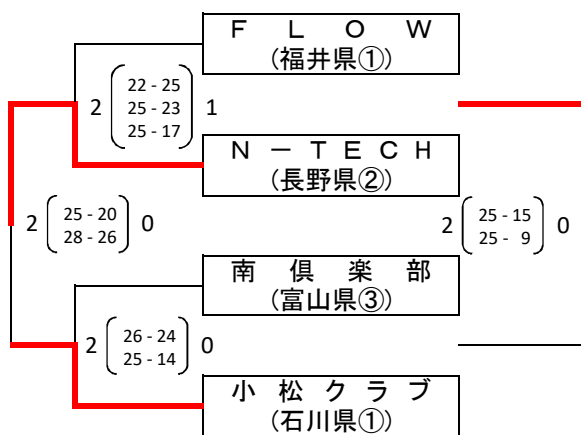 Ｆ Ｌ Ｏ Ｗ
(福井県①)
2 22 - 25 1
25 - 23
25 - 17
Ｎ － Ｔ Ｅ Ｃ Ｈ
(長野県②)
2 25 - 20 0
28 - 26
2 25 - 15 0
25 - 9
南 倶 楽 部
(富山県③)
2 26 - 24 0
25 - 14
小 松 ク ラ ブ
(石川県①)